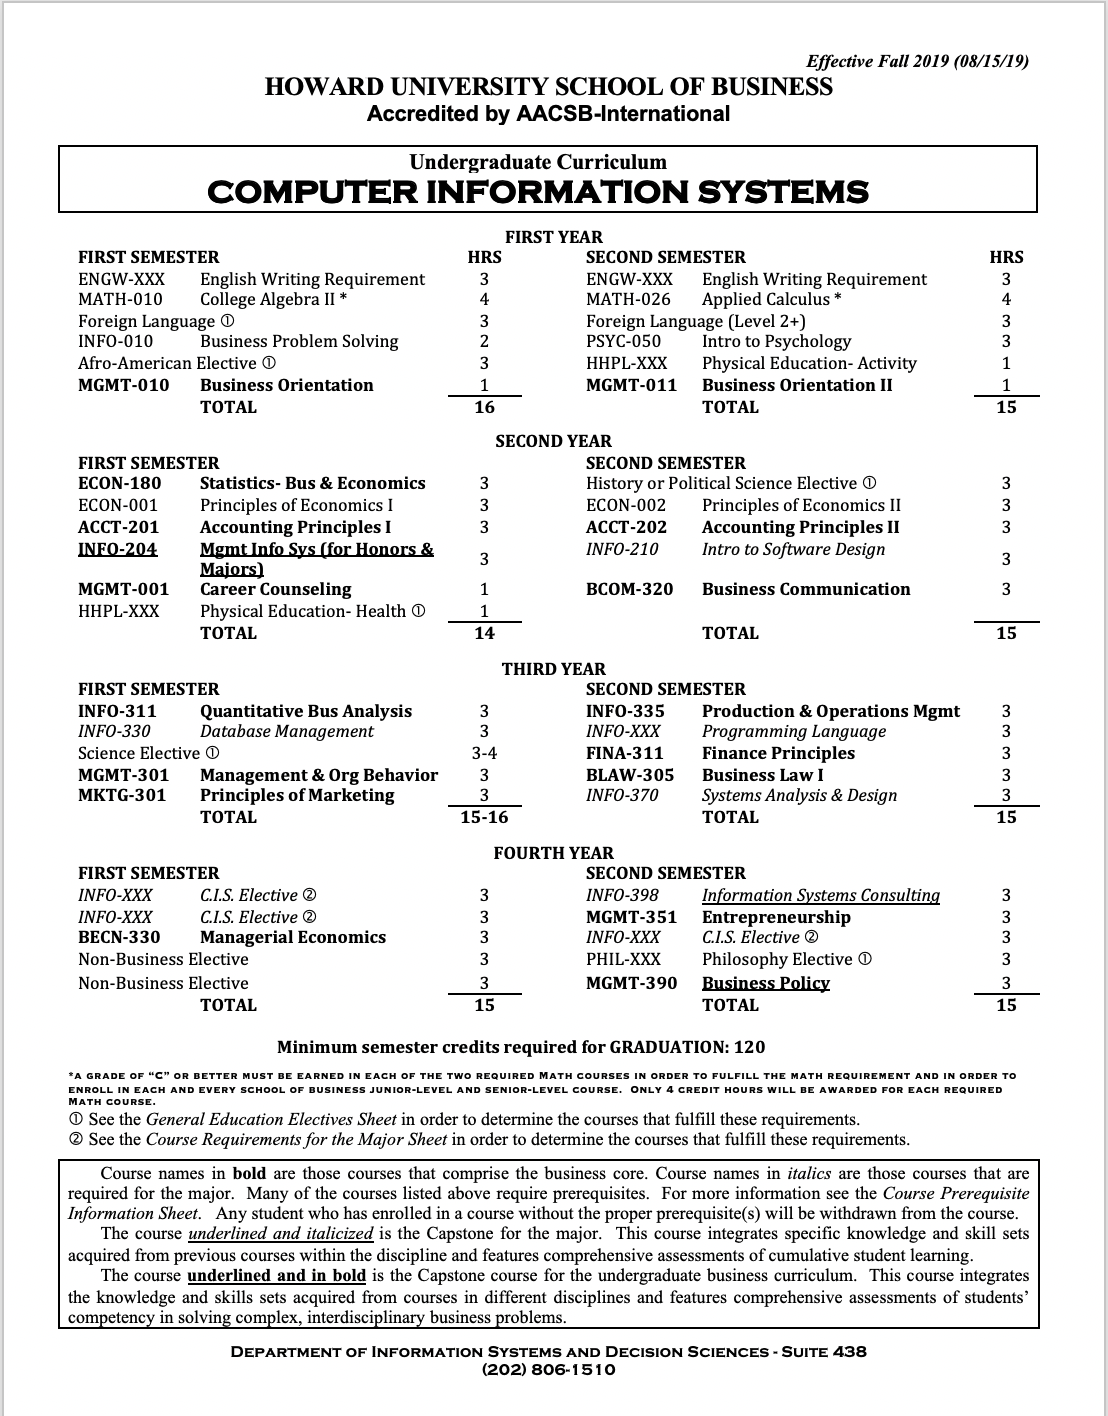 Effective Fall 2019 (08/15/19)
HOWARD UNIVERSITY SCHOOL OF BUSINESS
Accredited by AACSB-International
Undergraduate Curriculum
COMPUTER INFORMATION SYSTEMS
FIRST YEAR
FIRST SEMESTER HRS SECOND SEMESTER HRS
ENGW-XXX English Writing Requirement 3 ENGW-XXX English Writing Requirement 3
MATH-010 College Algebra II * 4 MATH-026 Applied Calculus * 4
Foreign Language ① 3 Foreign Language (Level 2+) 3
INFO-010 Business Problem Solving 2 PSYC-050 Intro to Psychology 3
Afro-American Elective ① 3 HHPL-XXX Physical Education- Activity 1
MGMT-010 Business Orientation 1 MGMT-011 Business Orientation II 1
TOTAL 16 TOTAL 15
SECOND YEAR
FIRST SEMESTER SECOND SEMESTER
ECON-180 Statistics- Bus & Economics 3 History or Political Science Elective ① 3
ECON-001 Principles of Economics I 3 ECON-002 Principles of Economics II 3
ACCT-201 Accounting Principles I 3 ACCT-202 Accounting Principles II 3
INFO-204 Mgmt Info Sys (for Honors & Majors) 3 INFO-210 Intro to Software Design 3
MGMT-001 Career Counseling 1 BCOM-320 Business Communication 3
HHPL-XXX Physical Education- Health ① 1
TOTAL 14 TOTAL 15
THIRD YEAR
FIRST SEMESTER SECOND SEMESTER
INFO-311 Quantitative Bus Analysis 3 INFO-335 Production & Operations Mgmt 3
INFO-330 Database Management 3 INFO-XXX Programming Language 3
Science Elective ① 3-4 FINA-311 Finance Principles 3
MGMT-301 Management & Org Behavior 3 BLAW-305 Business Law I 3
MKTG-301 Principles of Marketing 3 INFO-370 Systems Analysis & Design 3
TOTAL 15-16 TOTAL 15
FOURTH YEAR
FIRST SEMESTER SECOND SEMESTER
INFO-XXX C.I.S. Elective ② 3 INFO-398 Information Systems Consulting 3
INFO-XXX C.I.S. Elective ② 3 MGMT-351 Entrepreneurship 3
BECN-330 Managerial Economics 3 INFO-XXX C.I.S. Elective ② 3
Non-Business Elective 3 PHIL-XXX Philosophy Elective ① 3
Non-Business Elective 3 MGMT-390 Business Policy 3
TOTAL 15 TOTAL 15
Minimum semester credits required for GRADUATION: 120
*A GRADE OF "C" OR BETTER MUST BE EARNED IN EACH OF THE TWO REQUIRED MATH COURSES IN ORDER TO FULFILL THE MATH REQUIREMENT AND IN ORDER TO
ENROLL IN EACH AND EVERY SCHOOL OF BUSINESS JUNIOR-LEVEL AND SENIOR-LEVEL COURSE. ONLY 4 CREDIT HOURS WILL BE AWARDED FOR EACH REQUIRED
MATH COURSE.
① See the General Education Electives Sheet in order to determine the courses that fulfill these requirements.
② See the Course Requirements for the Major Sheet in order to determine the courses that fulfill these requirements.
Course names in bold are those courses that comprise the business core. Course names in italics are those courses that are
required for the major. Many of the courses listed above require prerequisites. For more information see the Course Prerequisite
Information Sheet. Any student who has enrolled in a course without the proper prerequisite(s) will be withdrawn from the course.
The course underlined and italicized is the Capstone for the major. This course integrates specific knowledge and skill sets
acquired from previous courses within the discipline and features comprehensive assessments of cumulative student learning.
The course underlined and in bold is the Capstone course for the undergraduate business curriculum. This course integrates
the knowledge and skills sets acquired from courses in different disciplines and features comprehensive assessments of students'
competency in solving complex, interdisciplinary business problems.
DEPARTMENT OF INFORMATION SYSTEMS AND DECISION SCIENCES - SUITE 438
(202) 806-1510